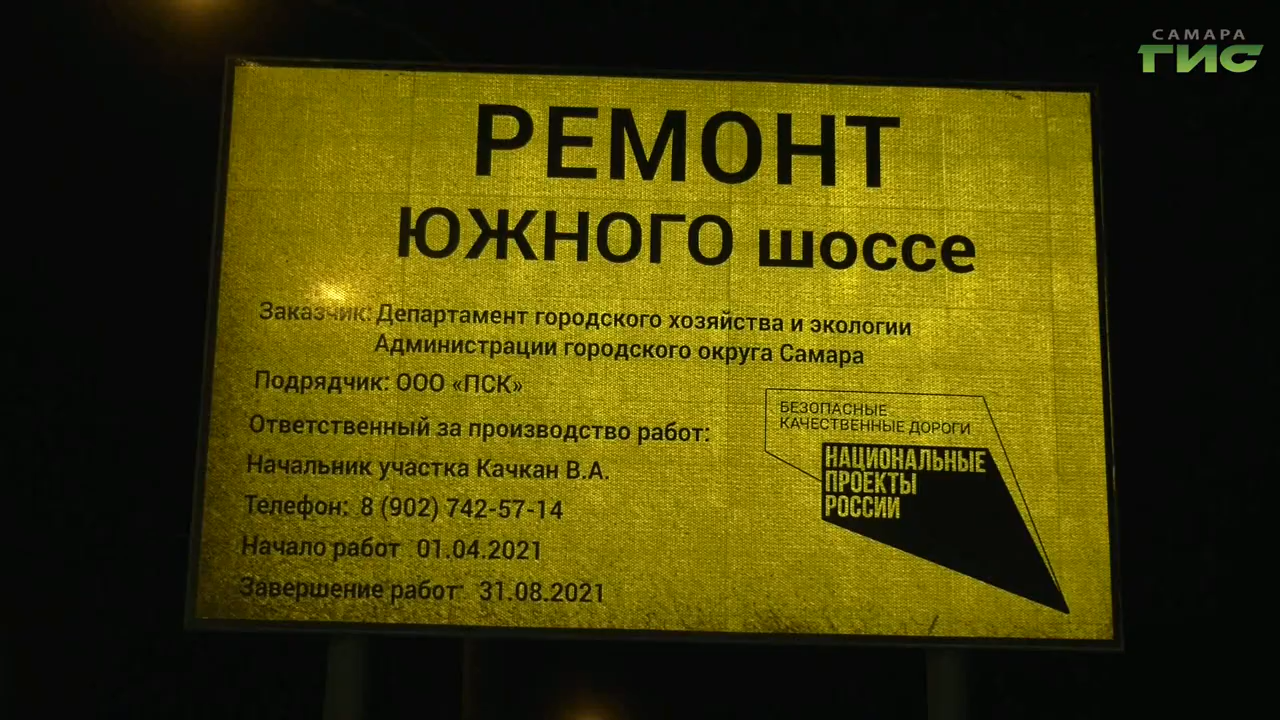 САМАРА
ГИС
РЕМОНТ
ЮЖНОГО шоссе
Заказчик: Департамент городского хозяйства и экологии
Администрации городского округа Самара
Подрядчик: ООО «ПСК»
Ответственный за производство работ:
Начальник участка Качкан В.А.
Телефон: 8 (902) 742-57-14
Начало работ 01.04.2021
Завершение работ 31.08.2021
БЕЗОПАСНЫЕ
КАЧЕСТВЕННЫЕ ДОРОГИ
НАЦИОНАЛЬНЫЕ
ПРОЕКТЫ
РОССИИ